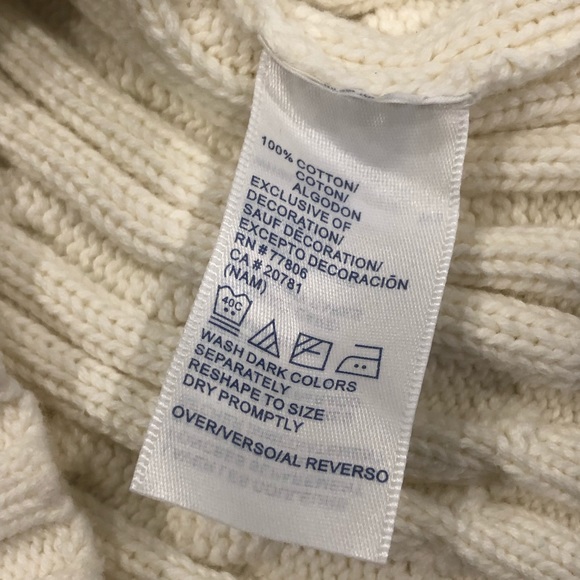 100% COTTON/
COTON/
ALGODON
EXCLUSIVE OF
DECORATION/
SAUF DÉCORATION/
EXCEPTO DECORACIÓN
RN # 77806
CA # 20781
(NAM)
40C
WASH DARK COLORS
SEPARATELY
RESHAPE TO SIZE
DRY PROMPTLY
OVER/VERSO/AL REVERSO